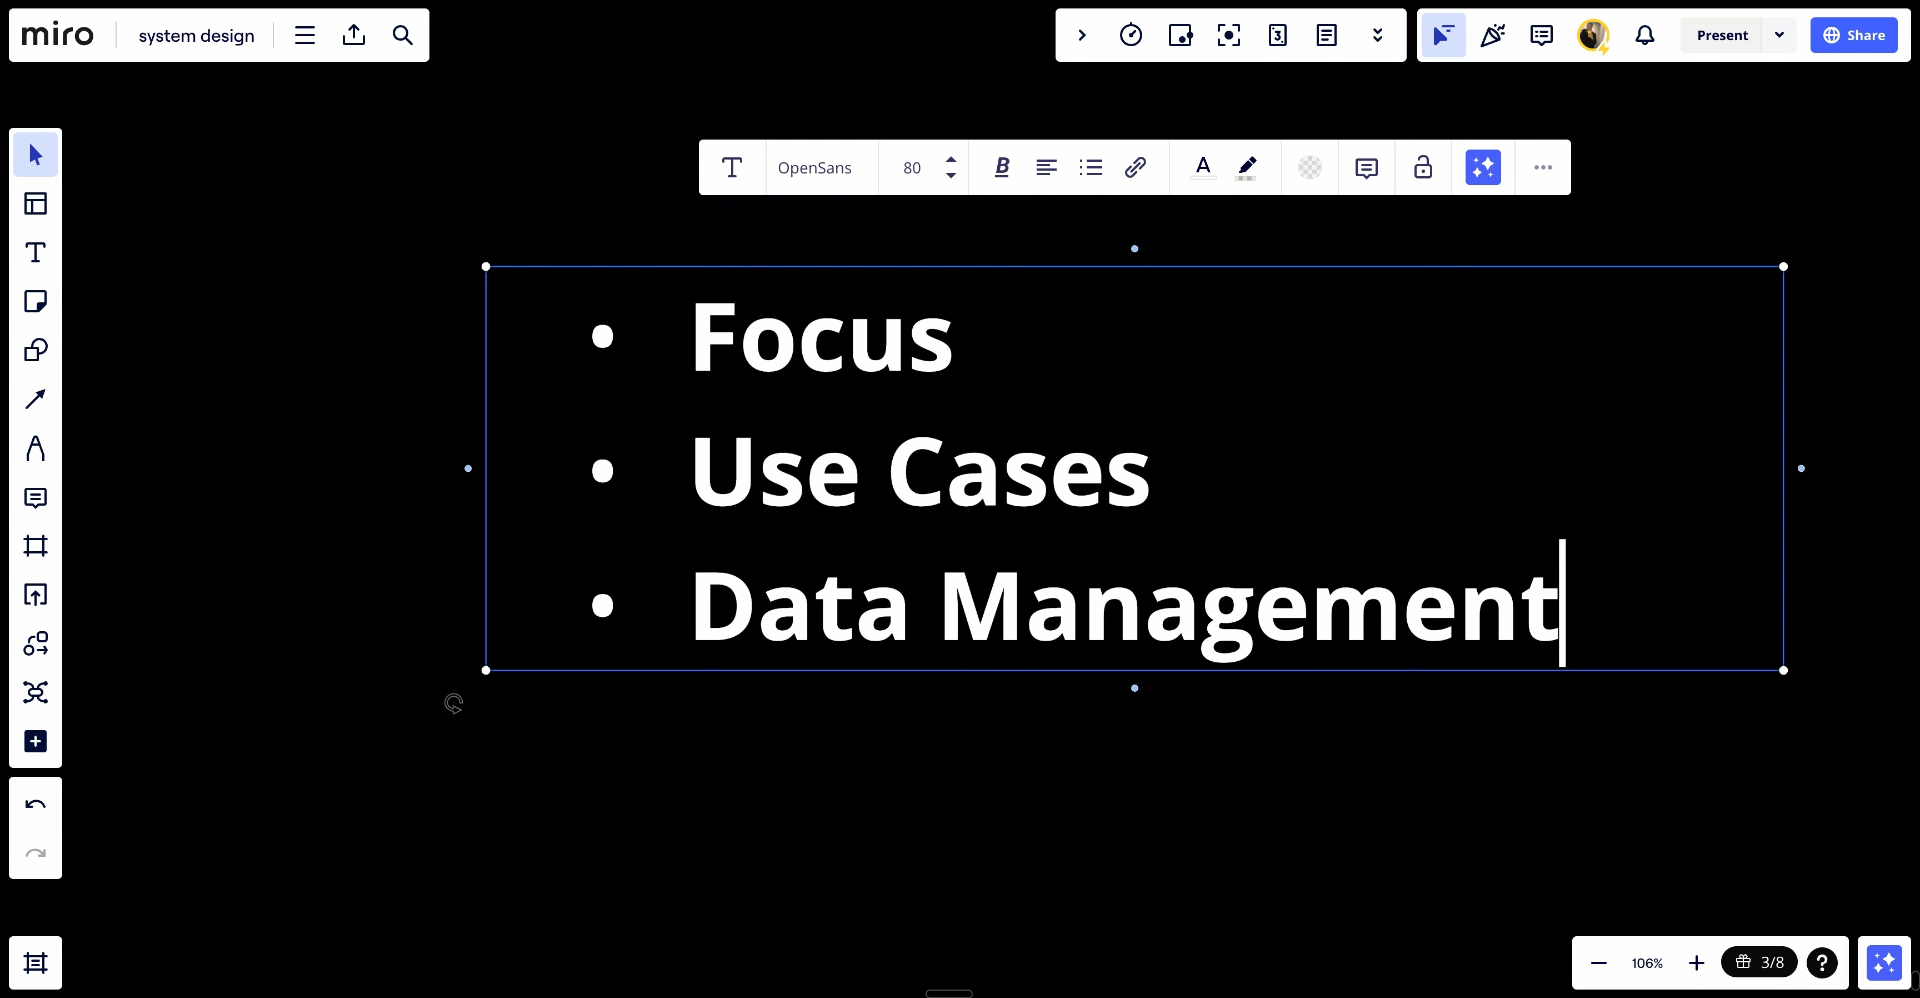 miro system design Present Share
OpenSans 80 B A
• Focus
• Use Cases
• Data Management
106% 3/8 ?